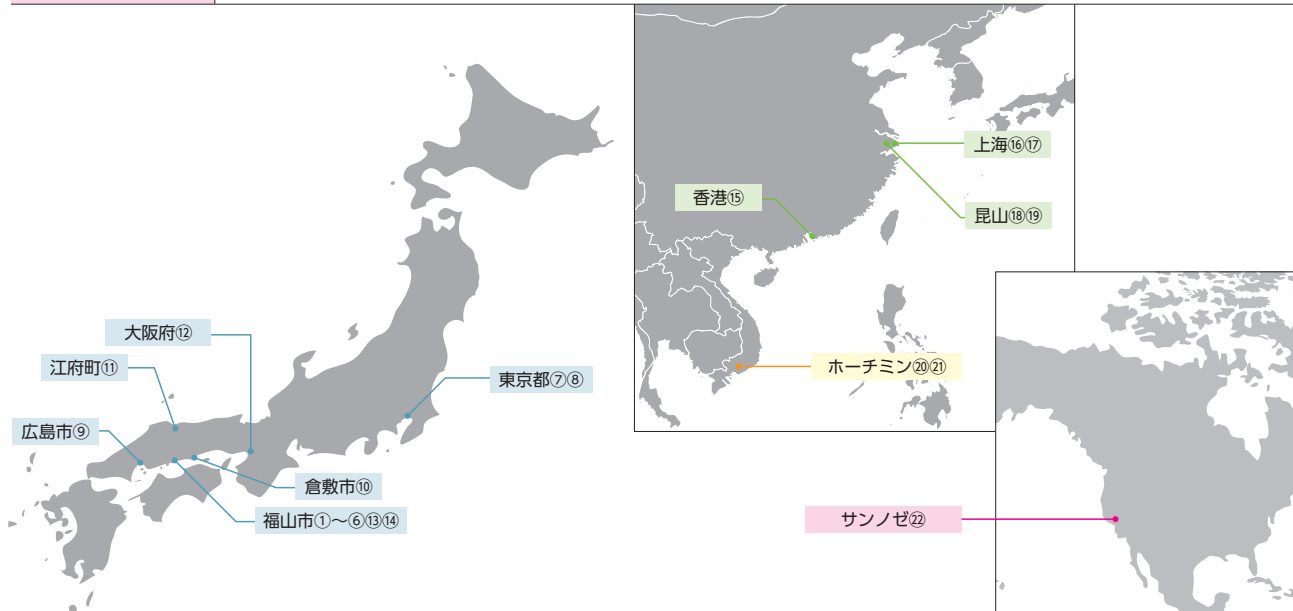 大阪府⑫
江府町⑪
東京都⑦⑧
広島市⑨
倉敷市⑩
福山市①～⑥⑬⑭
上海⑯⑰
香港⑮
昆山⑱⑲
ホーチミン⑳㉑
サンノゼ㉒